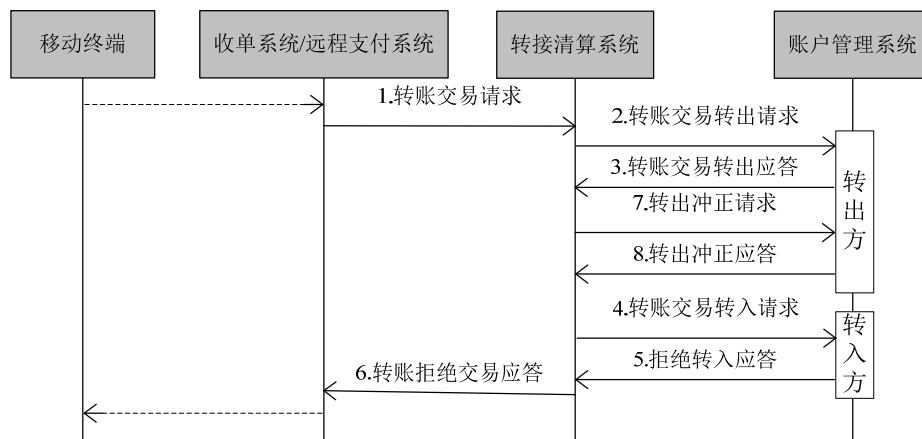 移动终端
收单系统/远程支付系统
转接清算系统
账户管理系统
1.转账交易请求
2.转账交易转出请求
3.转账交易转出应答
7.转出冲正请求
8.转出冲正应答
转出方
4.转账交易转入请求
5.拒绝转入应答
转入方
6.转账拒绝交易应答